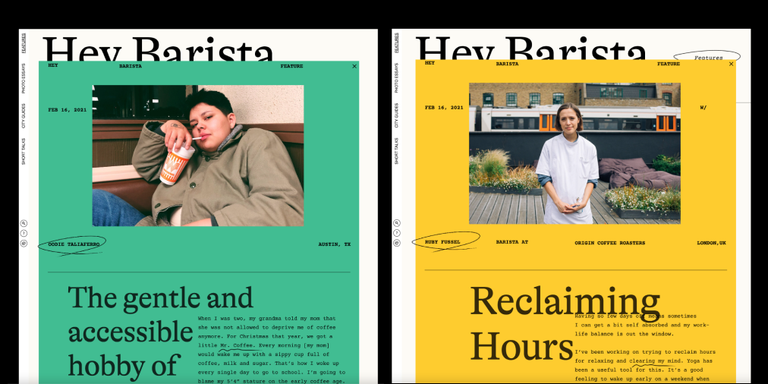 Hey Barista
FEATURES
PHOTO ESSAYS
CITY GUIDES
SHORT TALKS
HEY BARISTA FEATURE ×
FEB 16, 2021
OODIE TALIAFERRO AUSTIN, TX
The gentle and
accessible
hobby of
When I was two, my grandma told my mom that
she was not allowed to deprive me of coffee
anymore. For Christmas that year, we got a
little Mr. Coffee. Every morning [my mom]
would wake me up with a sippy cup full of
coffee, milk and sugar. That's how I woke up
every single day to go to school. I'm going to
blame my 5'6" stature on the early coffee age.
Hey Barista
Features
FEATURES
PHOTO ESSAYS
CITY GUIDES
SHORT TALKS
HEY BARISTA FEATURE ×
FEB 16, 2021 W/
RUBY FUSSEL BARISTA AT ORIGIN COFFEE ROASTERS LONDON,UK
Reclaiming
Hours
Having so few days off means sometimes
I can get a bit self absorbed and my work-
life balance is out the window.
I've been working on trying to reclaim hours
for relaxing and clearing my mind. Yoga has
been a useful tool for this. It's a good
feeling to wake up early on a weekend when